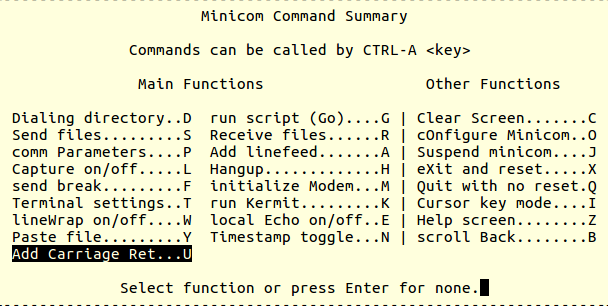 Minicom Command Summary
Commands can be called by CTRL-A <key>
Main Functions Other Functions
Dialing directory..D run script (Go)....G | Clear Screen.......C
Send files.........S Receive files......R | cOnfigure Minicom..O
comm Parameters....P Add linefeed.......A | Suspend minicom....J
Capture on/off.....L Hangup.............H | eXit and reset.....X
send break.........F initialize Modem...M | Quit with no reset.Q
Terminal settings..T run Kermit.........K | Cursor key mode....I
lineWrap on/off....W local Echo on/off..E | Help screen........Z
Paste file.........Y Timestamp toggle...N | scroll Back........B
Add Carriage Ret...U
Select function or press Enter for none.